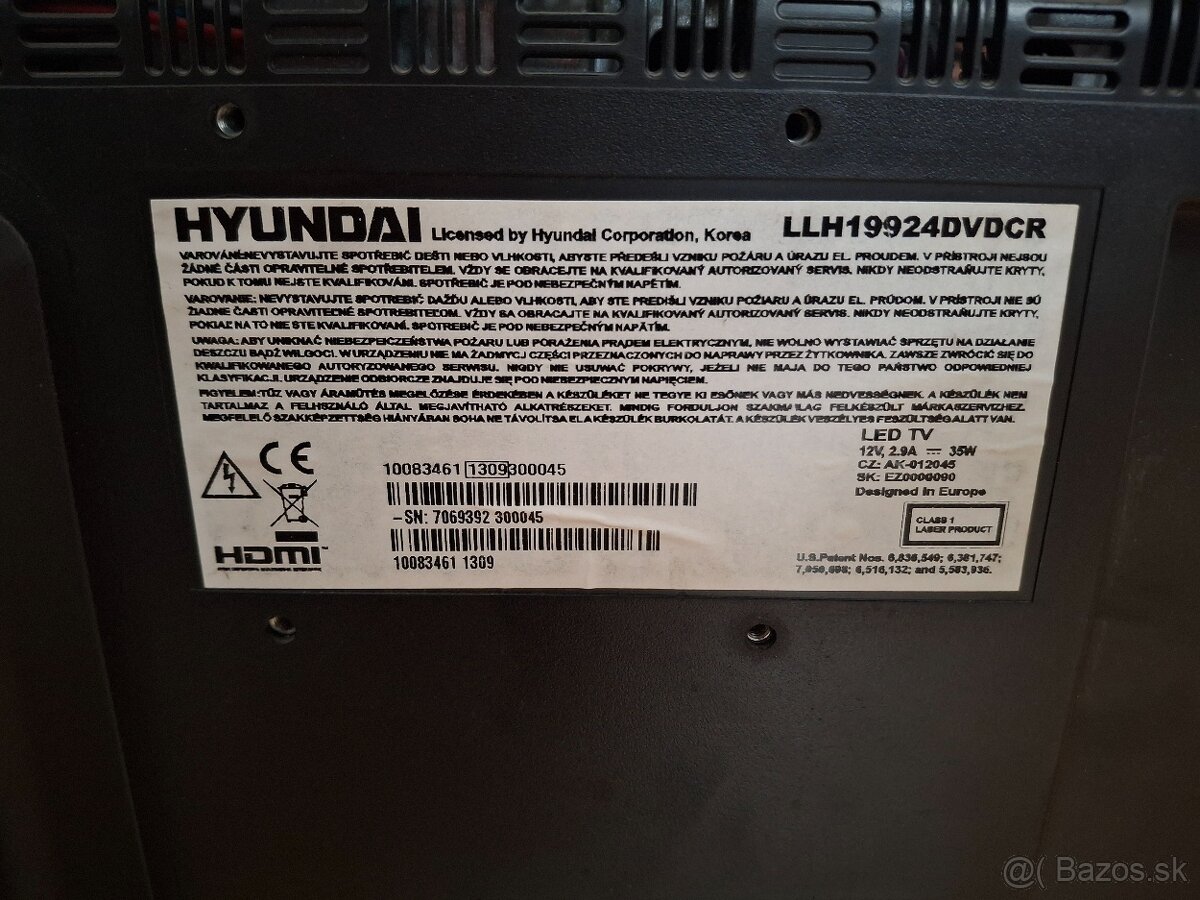 HYUNDAI Licensed by Hyundai Corporation, Korea LLH19924DVDCR
VAROVÁNÍ:NEVYSTAVUJTE SPOTŘEBIČ DEŠTI NEBO VLHKOSTI, ABYSTE PŘEDEŠLI VZNIKU POŽÁRU A ÚRAZU EL. PROUDEM. V PŘÍSTROJI NEJSOU
ŽÁDNÉ ČÁSTI OPRAVITELNÉ SPOTŘEBITELEM. VŽDY SE OBRACEJTE NA KVALIFIKOVANÝ AUTORIZOVANÝ SERVIS. NIKDY NEODSTRAŇUJTE KRYTY,
POKUD K TOMU NEJSTE KVALIFIKOVÁNI. SPOTŘEBIČ JE POD NEBEZPEČNÝM NAPĚTÍM.
VAROVANIE: NEVYSTAVUJTE SPOTREBIČ DAŽĎU ALEBO VLHKOSTI, ABY STE PREDIŠLI VZNIKU POŽIARU A ÚRAZU EL. PRÚDOM. V PRÍSTROJI NIE SÚ
ŽIADNE ČASTI OPRAVITEĽNÉ SPOTREBITEĽOM. VŽDY SA OBRACAJTE NA KVALIFIKOVANÝ AUTORIZOVANÝ SERVIS. NIKDY NEODSTRAŇUJTE KRYTY,
POKIAĽ NA TO NIE STE KVALIFIKOVANÍ. SPOTREBIČ JE POD NEBEZPEČNÝM NAPÄTÍM.
UWAGA: ABY UNIKNĄĆ NIEBEZPIECZEŃSTWA POŻARU LUB PORAŻENIA PRĄDEM ELEKTRYCZNYM, NIE WOLNO WYSTAWIAĆ SPRZĘTU NA DZIAŁANIE
DESZCZU BĄDŹ WILGOCI. W URZĄDZENIU NIE MA ŻADNYCJ CZĘŚCI PRZEZNACZONYCH DO NAPRAWY PRZEZ ŻYTKOWNIKA. ZAWSZE ZWRÓCIĆ SIĘ DO
KWALIFIKOWANEGO AUTORYZOWANEGO SERWISU. NIGDY NIE USUWAĆ POKRYWY, JEŻELI NIE MAJA DO TEGO PAŃSTWO ODPOWIEDNIEJ
KLASYFIKACJI. URZĄDZENIE ODBIORCZE ZNAJDUJE SIĘ POD NIEBEZPIECZNYM NAPIĘCIEM.
FIGYELEM:TŰZ VAGY ÁRAMÜTÉS MEGELŐZÉSE ÉRDEKÉBEN A KÉSZÜLÉKET NE TEGYE KI ESŐNEK VAGY MÁS NEDVESSÉGNEK. A KÉSZÜLÉK NEM
TARTALMAZ A FELHSZNÁLÓ ÁLTAL MEGJAVÍTHATÓ ALKATRÉSZEKET. MINDIG FORDULJON SZAKMAILAG FELKÉSZÜLT MÁRKASZERVIZHEZ.
MEGFELELŐ SZAKKÉPZETTSÉG HIÁNYÁBAN SOHA NE TÁVOLÍTSA EL A KÉSZÜLÉK BURKOLATÁT. A KÉSZÜLÉK VESZÉLYES FESZÜLTSÉG ALATT VAN.
LED TV
12V, 2.9A 35W
CZ: AK-012045
SK: EZ0000090
Designed in Europe
CE
10083461 1309300045
-SN: 7069392 300045
10083461 1309
HDMI
CLASS 1
LASER PRODUCT
U.S.Patent Nos. 6,836,549; 6,381,747;
7,050,698; 6,516,132; and 5,583,936.
@( Bazos.sk